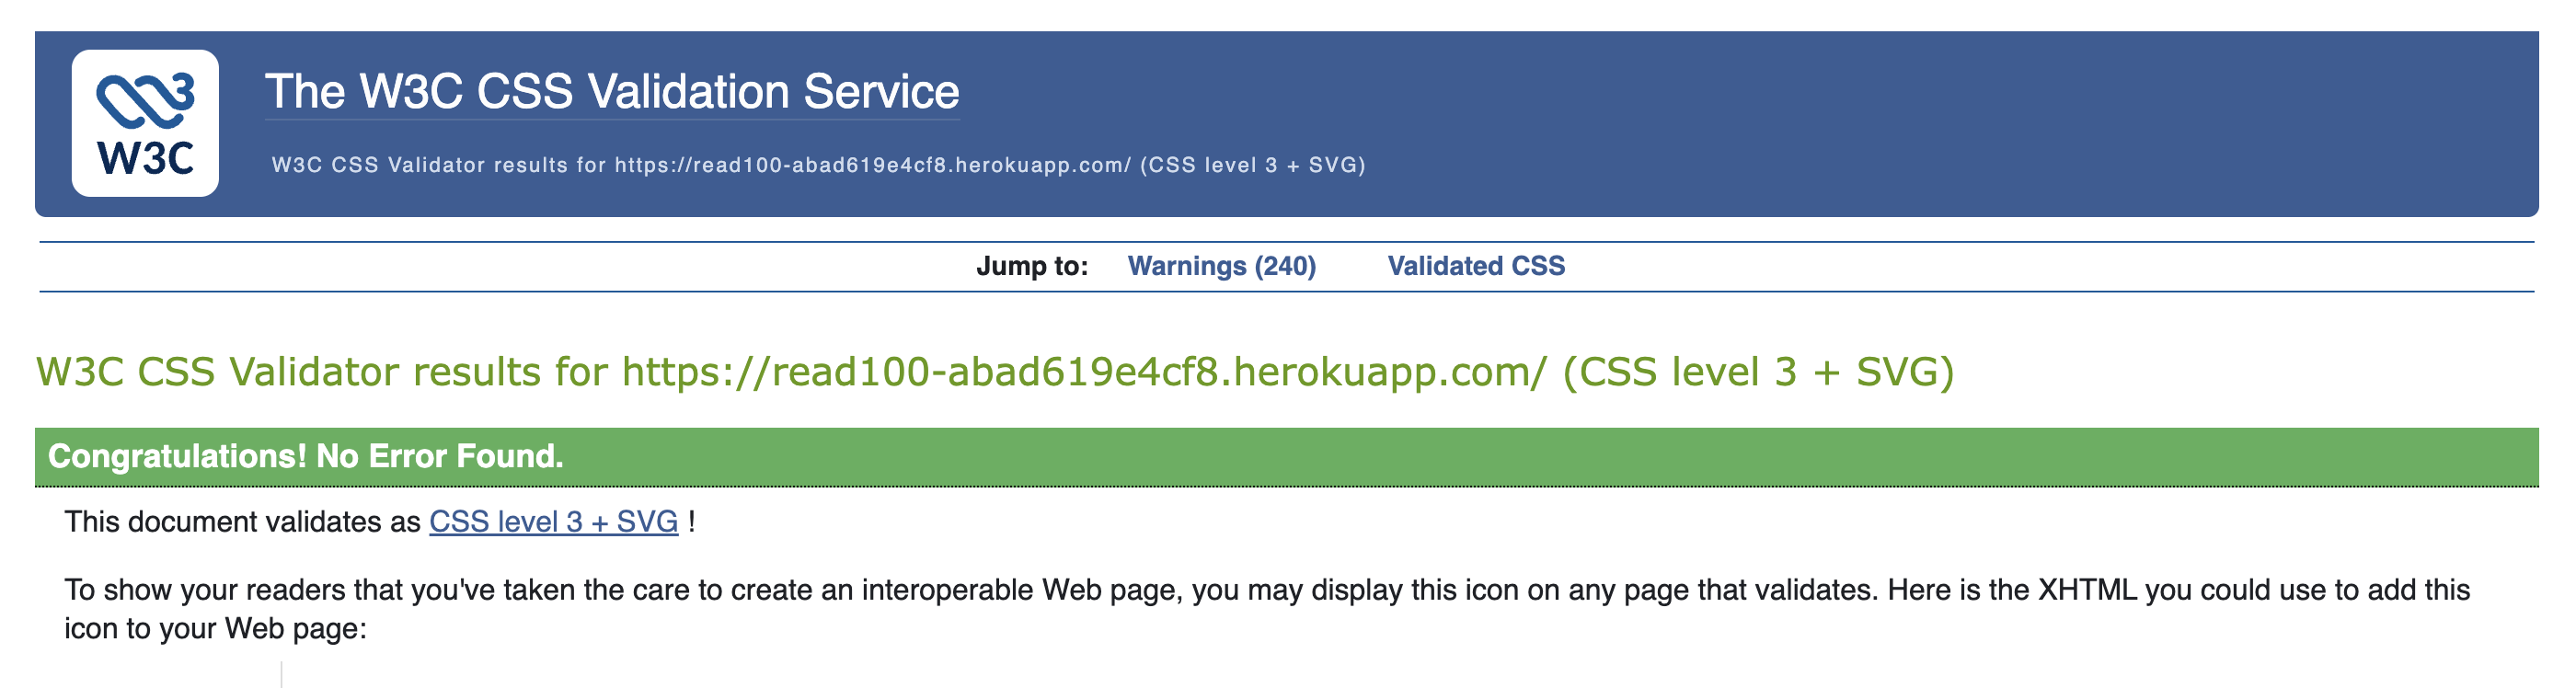 W3C
The W3C CSS Validation Service
W3C CSS Validator results for https://read100-abad619e4cf8.herokuapp.com/ (CSS level 3 + SVG)
Jump to: Warnings (240) Validated CSS
W3C CSS Validator results for https://read100-abad619e4cf8.herokuapp.com/ (CSS level 3 + SVG)
Congratulations! No Error Found.
This document validates as CSS level 3 + SVG !
To show your readers that you've taken the care to create an interoperable Web page, you may display this icon on any page that validates. Here is the XHTML you could use to add this
icon to your Web page: